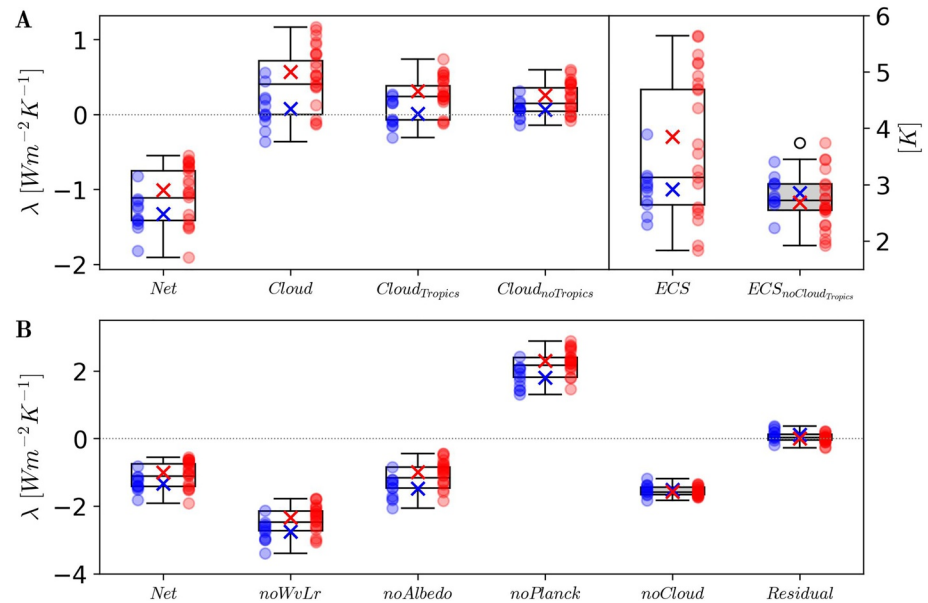 A
λ [Wm⁻²K⁻¹]
1
0
−1
−2
6
5
4
3
2
[K]
Net
Cloud
Cloud_Tropics
Cloud_noTropics
ECS
ECS_noCloud_Tropics
B
λ [Wm⁻²K⁻¹]
2
0
−2
−4
Net
noWvLr
noAlbedo
noPlanck
noCloud
Residual